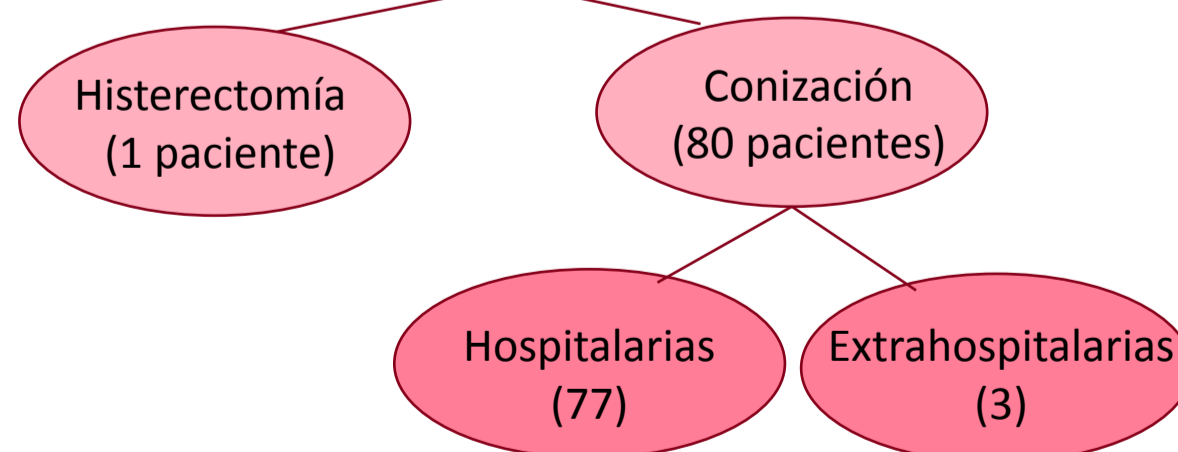 Histerectomía
(1 paciente)
Conización
(80 pacientes)
Hospitalarias
(77)
Extrahospitalarias
(3)